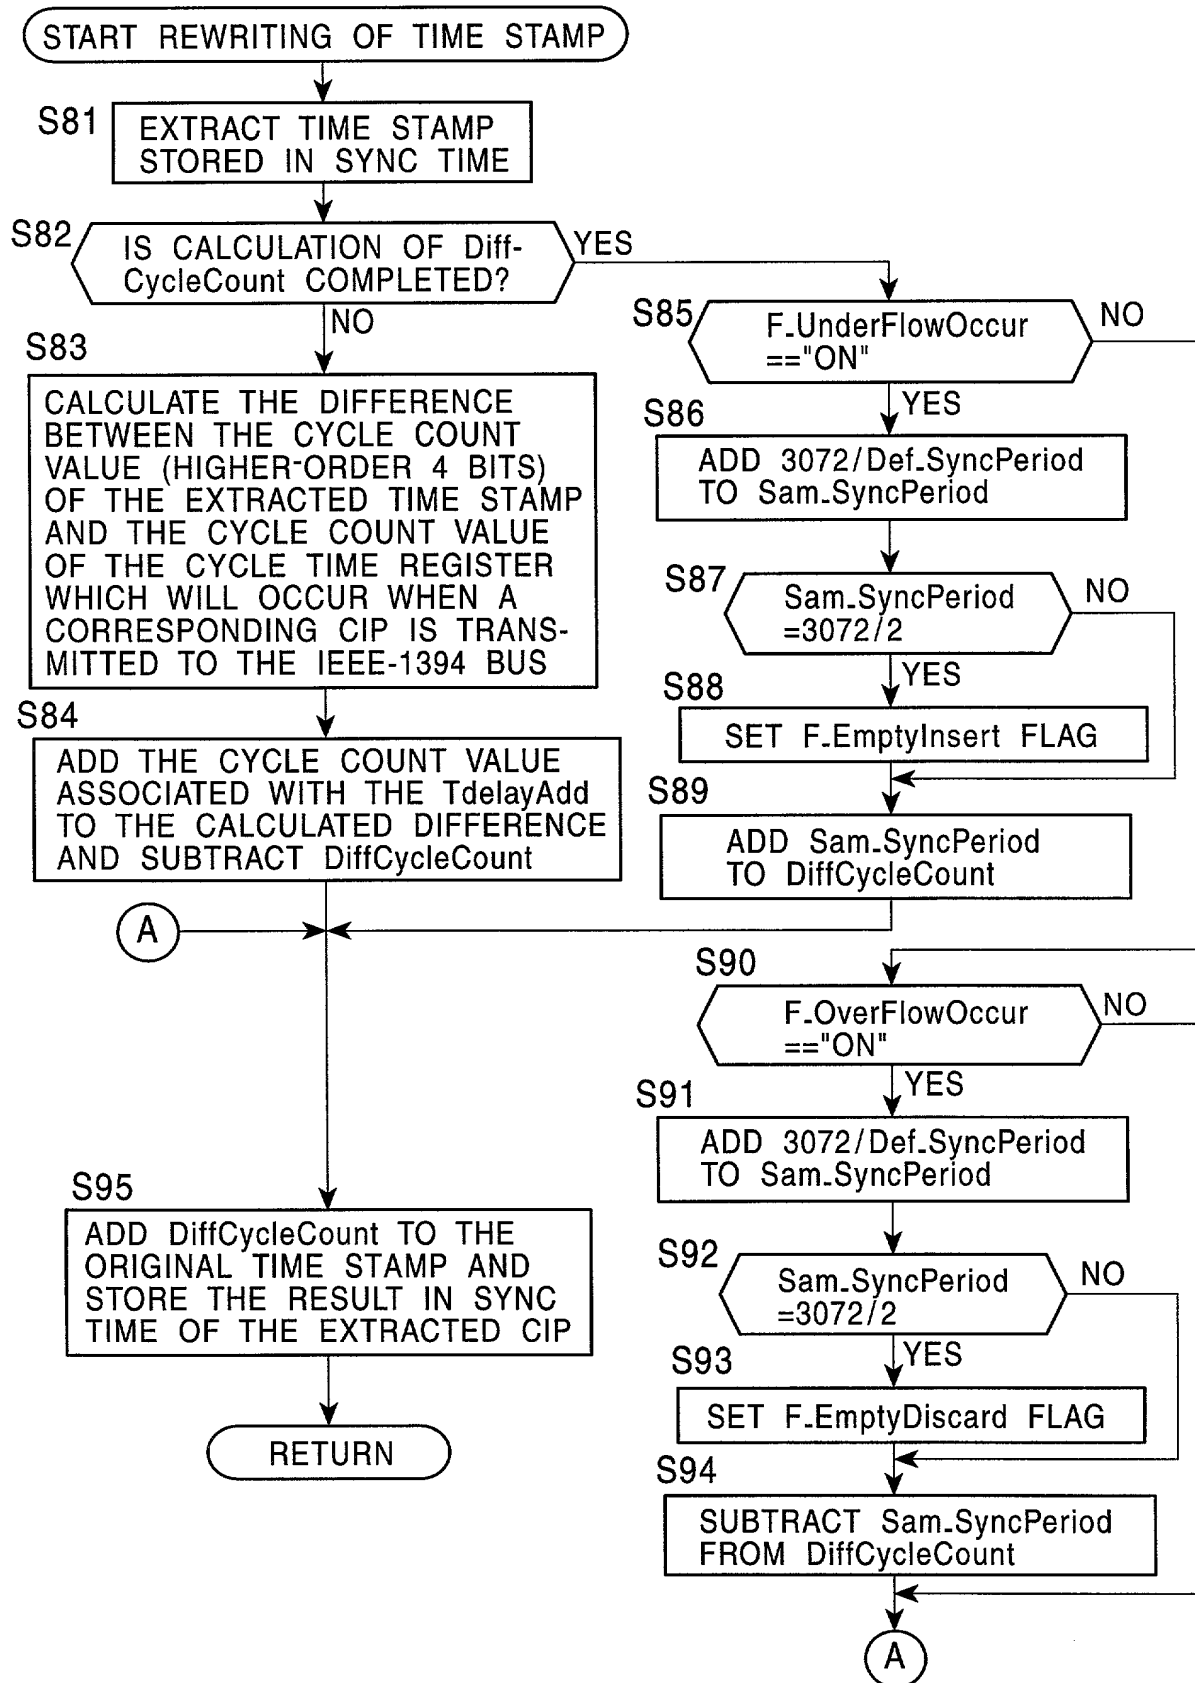 START REWRITING OF TIME STAMP
S81
EXTRACT TIME STAMP
STORED IN SYNC TIME
S82
IS CALCULATION OF Diff-
CycleCount COMPLETED?
YES
NO
S83
CALCULATE THE DIFFERENCE
BETWEEN THE CYCLE COUNT
VALUE (HIGHER-ORDER 4 BITS)
OF THE EXTRACTED TIME STAMP
AND THE CYCLE COUNT VALUE
OF THE CYCLE TIME REGISTER
WHICH WILL OCCUR WHEN A
CORRESPONDING CIP IS TRANS-
MITTED TO THE IEEE-1394 BUS
S84
ADD THE CYCLE COUNT VALUE
ASSOCIATED WITH THE TdelayAdd
TO THE CALCULATED DIFFERENCE
AND SUBTRACT DiffCycleCount
A
S85
F_UnderFlowOccur
=="ON"
NO
YES
S86
ADD 3072/Def_SyncPeriod
TO Sam_SyncPeriod
S87
Sam_SyncPeriod
=3072/2
NO
YES
S88
SET F_EmptyInsert FLAG
S89
ADD Sam_SyncPeriod
TO DiffCycleCount
S90
F_OverFlowOccur
=="ON"
NO
YES
S91
ADD 3072/Def_SyncPeriod
TO Sam_SyncPeriod
S92
Sam_SyncPeriod
=3072/2
NO
YES
S93
SET F_EmptyDiscard FLAG
S94
SUBTRACT Sam_SyncPeriod
FROM DiffCycleCount
A
S95
ADD DiffCycleCount TO THE
ORIGINAL TIME STAMP AND
STORE THE RESULT IN SYNC
TIME OF THE EXTRACTED CIP
RETURN